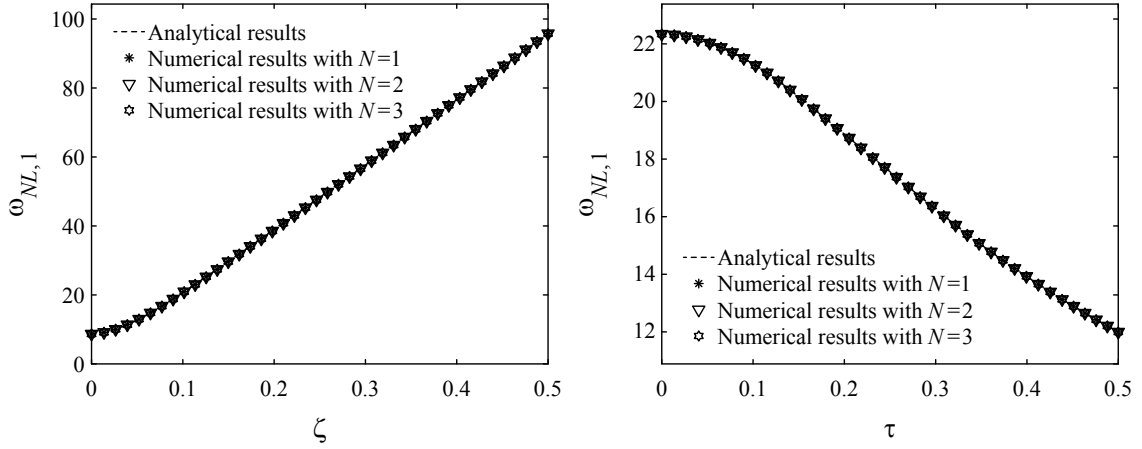 100
80
60
40
20
0
ω_{NL, 1}
Analytical results
Numerical results with N=1
Numerical results with N=2
Numerical results with N=3
0 0.1 0.2 0.3 0.4 0.5
ζ
22
20
18
16
14
12
ω_{NL, 1}
Analytical results
Numerical results with N=1
Numerical results with N=2
Numerical results with N=3
0 0.1 0.2 0.3 0.4 0.5
τ